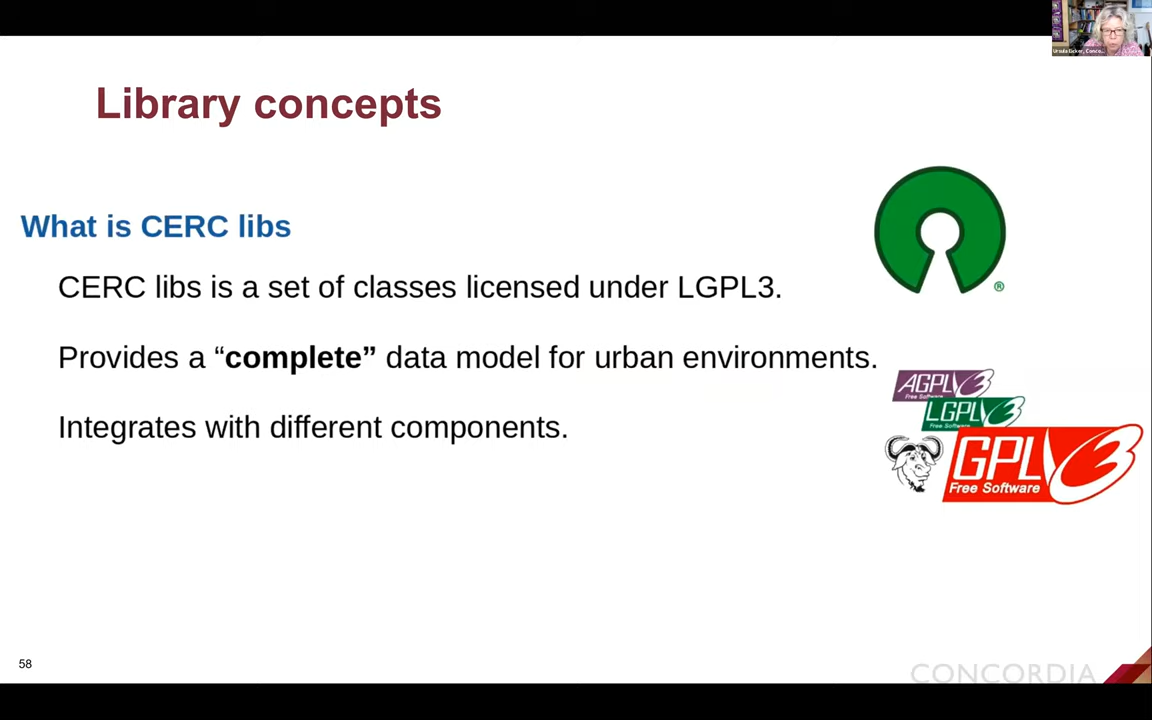 Library concepts
What is CERC libs
CERC libs is a set of classes licensed under LGPL3.
Provides a “complete” data model for urban environments.
Integrates with different components.
®
AGPLV3
Free Software
LGPLV3
Free Software
GPLV3
Free Software
58
CONCORDIA